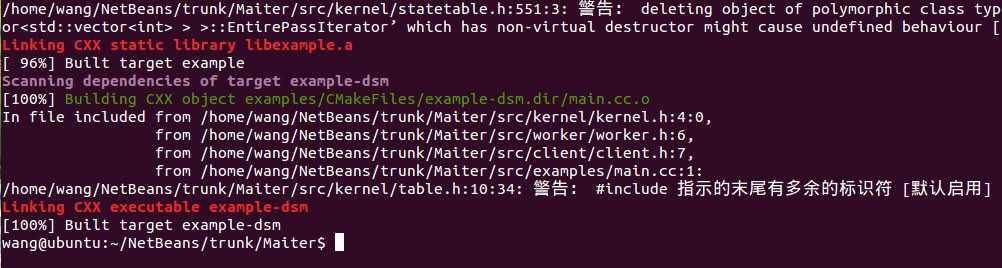 /home/wang/NetBeans/trunk/Maiter/src/kernel/statetable.h:551:3: 警告： deleting object of polymorphic class typ
or<std::vector<int> > >::EntirePassIterator’ which has non-virtual destructor might cause undefined behaviour [
Linking CXX static library libexample.a
[ 96%] Built target example
Scanning dependencies of target example-dsm
[100%] Building CXX object examples/CMakeFiles/example-dsm.dir/main.cc.o
In file included from /home/wang/NetBeans/trunk/Maiter/src/kernel/kernel.h:4:0,
from /home/wang/NetBeans/trunk/Maiter/src/worker/worker.h:6,
from /home/wang/NetBeans/trunk/Maiter/src/client/client.h:7,
from /home/wang/NetBeans/trunk/Maiter/src/examples/main.cc:1:
/home/wang/NetBeans/trunk/Maiter/src/kernel/table.h:10:34: 警告： #include 指示的末尾有多余的标识符 [默认启用]
Linking CXX executable example-dsm
[100%] Built target example-dsm
wang@ubuntu:~/NetBeans/trunk/Maiter$